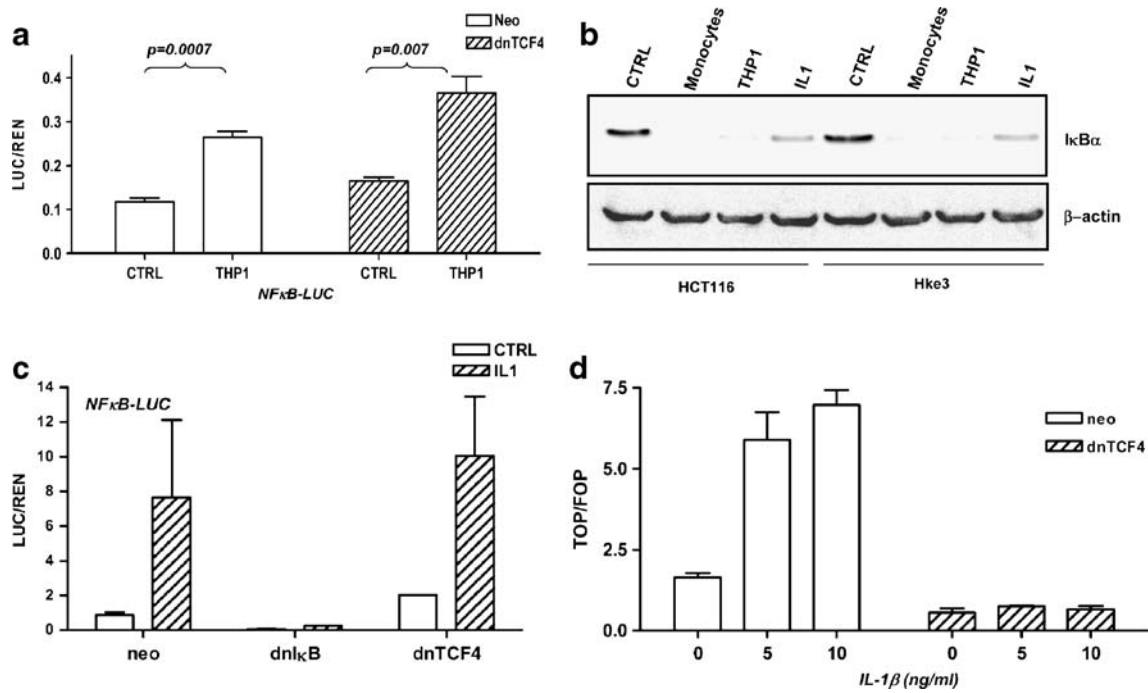 a
Neo
dnTCF4
p=0.0007
p=0.007
LUC/REN
0.4
0.3
0.2
0.1
0.0
CTRL THP1 CTRL THP1
NFκB-LUC
b
CTRL Monocytes THP1 IL1 CTRL Monocytes THP1 IL1
IκBα
β-actin
HCT116 Hke3
c
CTRL
IL1
NFκB-LUC
LUC/REN
14
12
10
8
6
4
2
0
neo dnIκB dnTCF4
d
neo
dnTCF4
TOP/FOP
7.5
5.0
2.5
0.0
0 5 10 0 5 10
IL-1β (ng/ml)